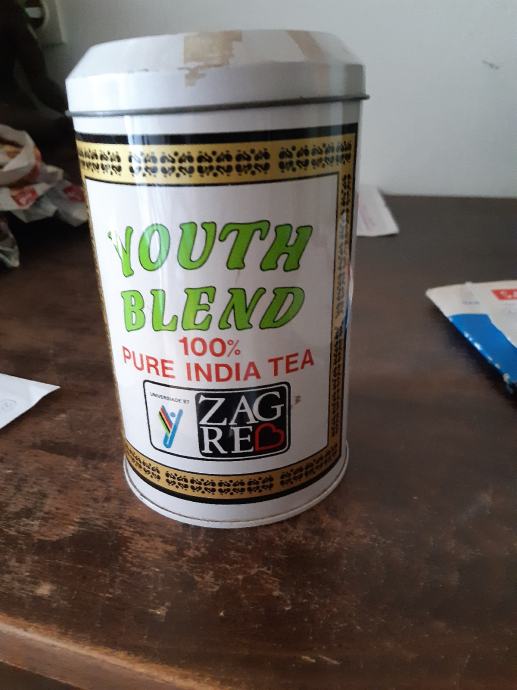 YOUTH
BLEND
100%
PURE INDIA TEA
UNIVERSIADE 87
ZAG
REB